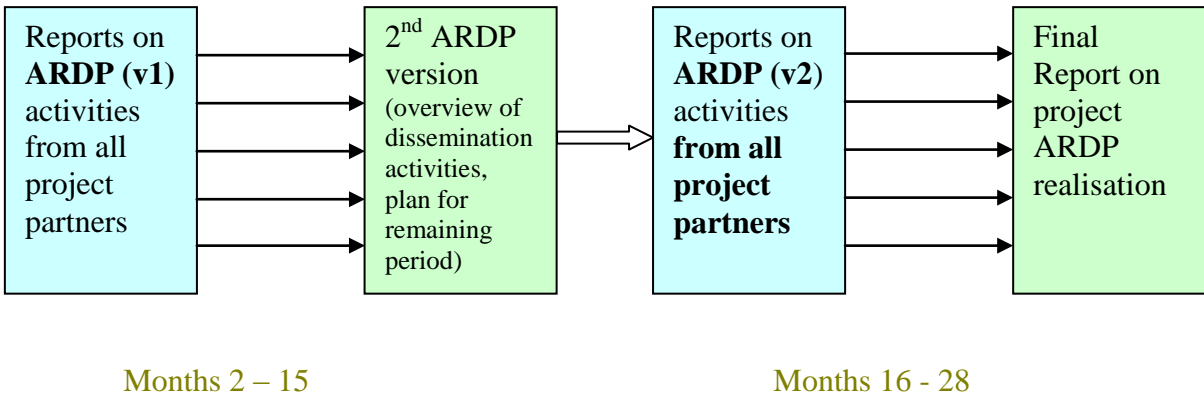 Reports on
ARDP (v1)
activities
from all
project
partners
2nd ARDP
version
(overview of
dissemination
activities,
plan for
remaining
period)
Reports on
ARDP (v2)
activities
from all
project
partners
Final
Report on
project
ARDP
realisation
Months 2 – 15
Months 16 - 28